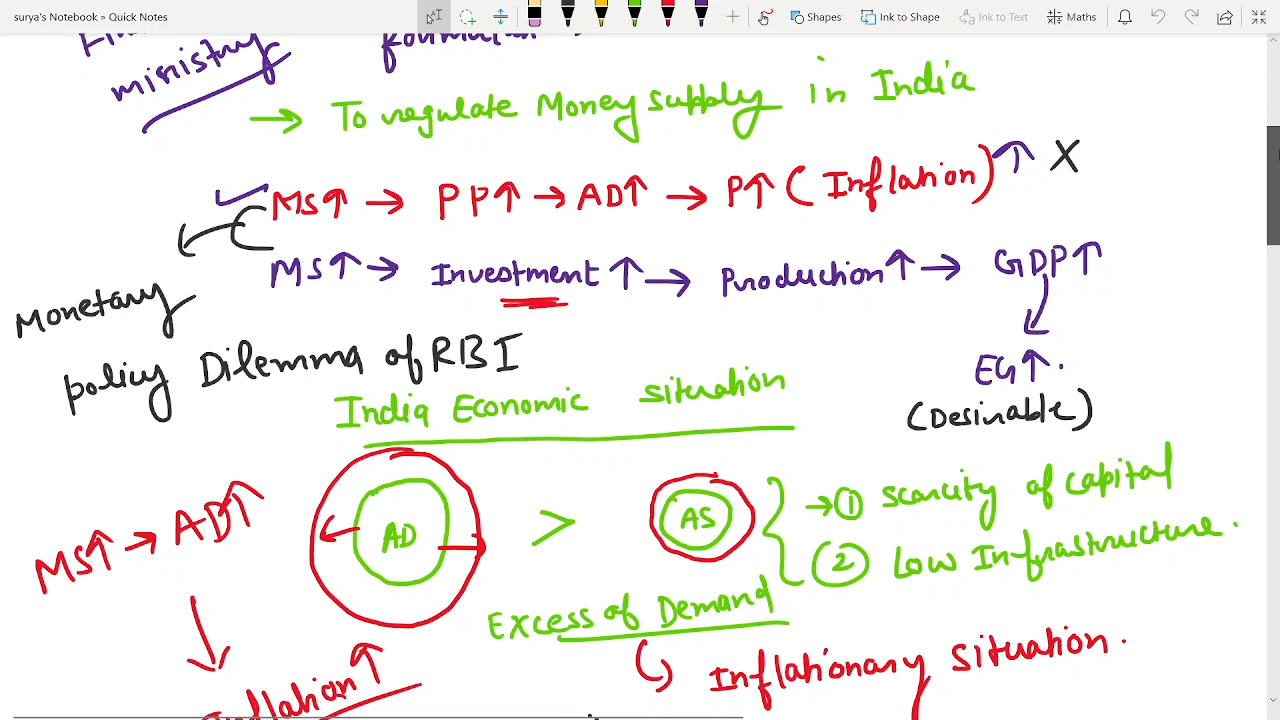 surya's Notebook » Quick Notes
Shapes Ink to Shape Ink to Text Maths
ministry
→ To regulate Money supply in India
MS↑ → PP↑ → AD↑ → P↑ (Inflation)↑ X
MS↑ → Investment ↑ → Production↑ → GDP↑
Monetary
policy Dilemma of RBI
EG↑.
(Desirable)
India Economic situation
MS↑ → AD↑
AD > AS
→ ① scarcity of capital
② Low Infrastructure.
Excess of Demand
Inflationary situation.
Inflation ↑